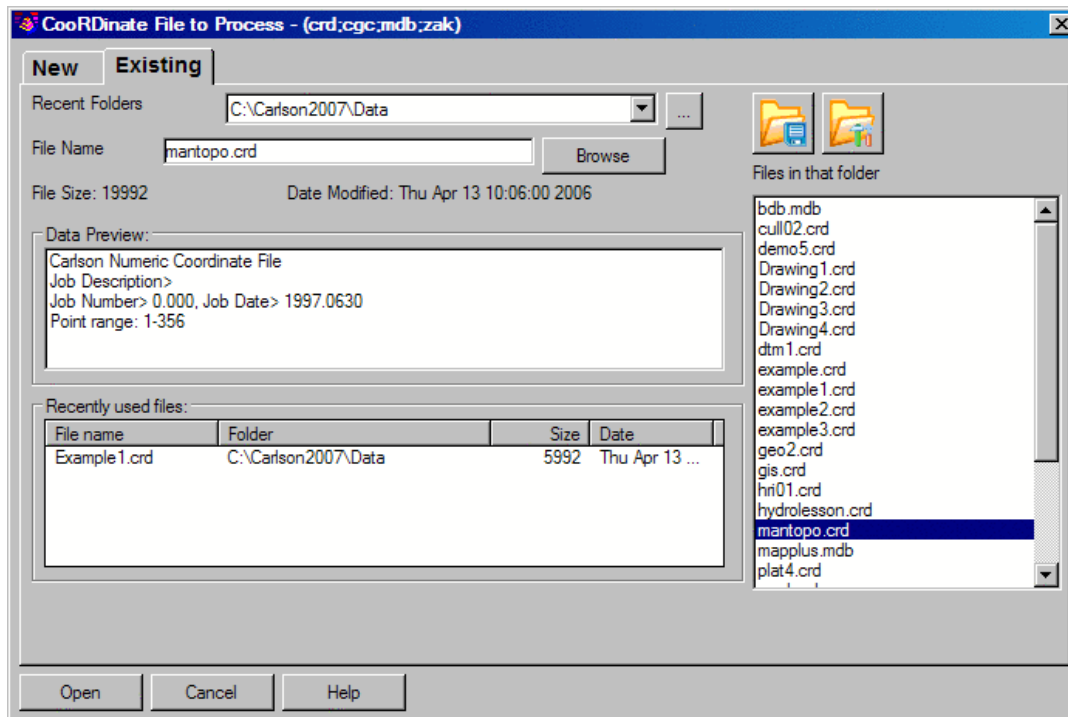 CooRDinate File to Process - (crd;cgc;mdb;zak)
New
Existing
Recent Folders
C:\Carlson2007\Data
...
File Name
mantopo.crd
Browse
File Size: 19992
Date Modified: Thu Apr 13 10:06:00 2006
Data Preview:
Carlson Numeric Coordinate File
Job Description>
Job Number> 0.000, Job Date> 1997.0630
Point range: 1-356
Recently used files:
File name Folder Size Date
Example1.crd C:\Carlson2007\Data 5992 Thu Apr 13 ...
Files in that folder
bdb.mdb
cull02.crd
demo5.crd
Drawing1.crd
Drawing2.crd
Drawing3.crd
Drawing4.crd
dtm1.crd
example.crd
example1.crd
example2.crd
example3.crd
geo2.crd
gis.crd
hri01.crd
hydrolesson.crd
mantopo.crd
mapplus.mdb
plat4.crd
Open
Cancel
Help